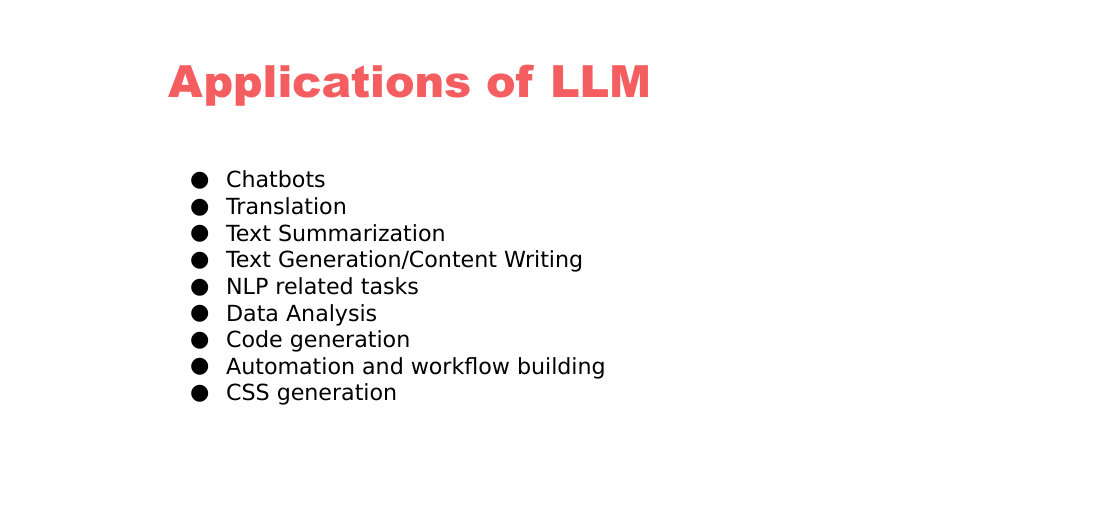 Applications of LLM
● Chatbots
● Translation
● Text Summarization
● Text Generation/Content Writing
● NLP related tasks
● Data Analysis
● Code generation
● Automation and workflow building
● CSS generation